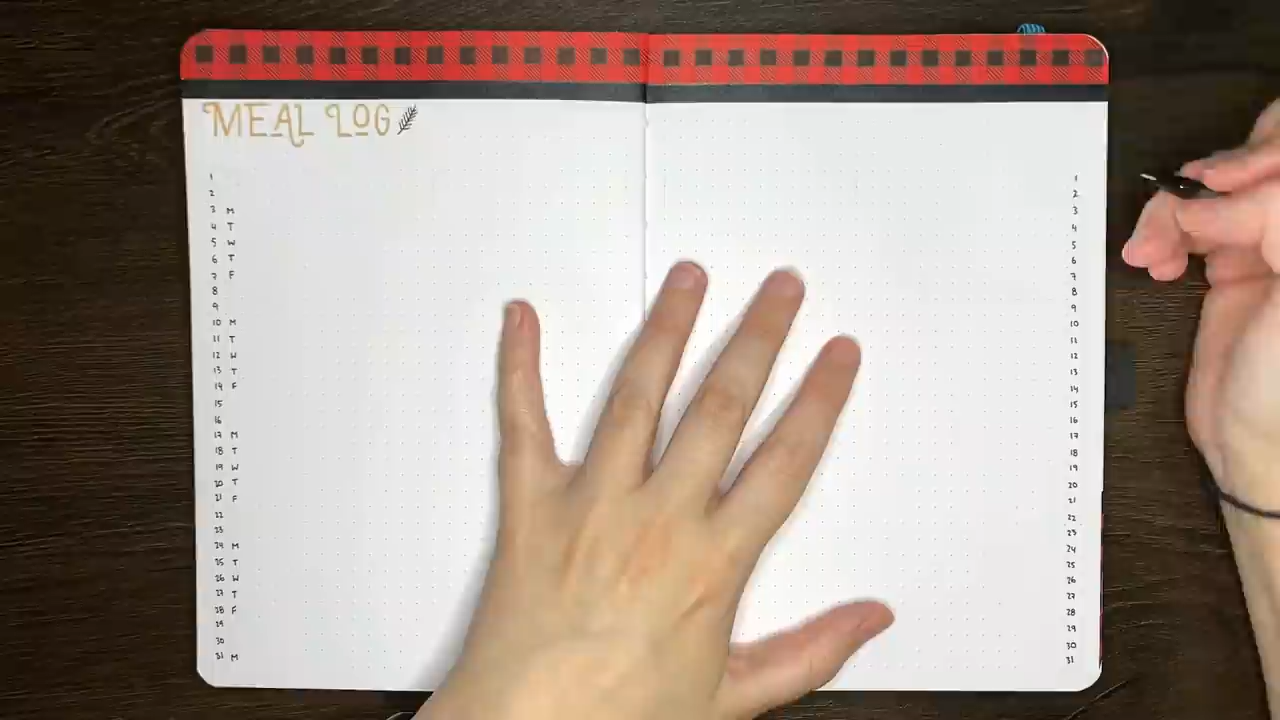 MEAL LOG
1 1
2 2
3 M 3
4 T 4
5 W 5
6 T 6
7 F 7
8 8
9 9
10 M 10
11 T 11
12 W 12
13 T 13
14 F 14
15 15
16 16
17 M 17
18 T 18
19 W 19
20 T 20
21 F 21
22 22
23 23
24 M 24
25 T 25
26 W 26
27 T 27
28 F 28
29 29
30 30
31 M 31